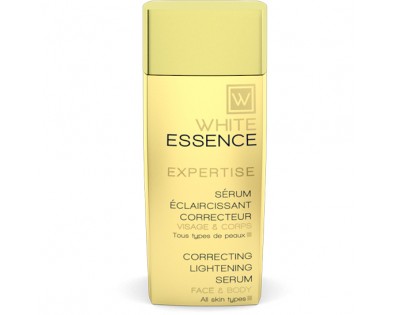 W
WHITE
ESSENCE
EXPERTISE
SÉRUM
ÉCLAIRCISSANT
CORRECTEUR
VISAGE & CORPS
Tous types de peaux
CORRECTING
LIGHTENING
SERUM
FACE & BODY
All skin types